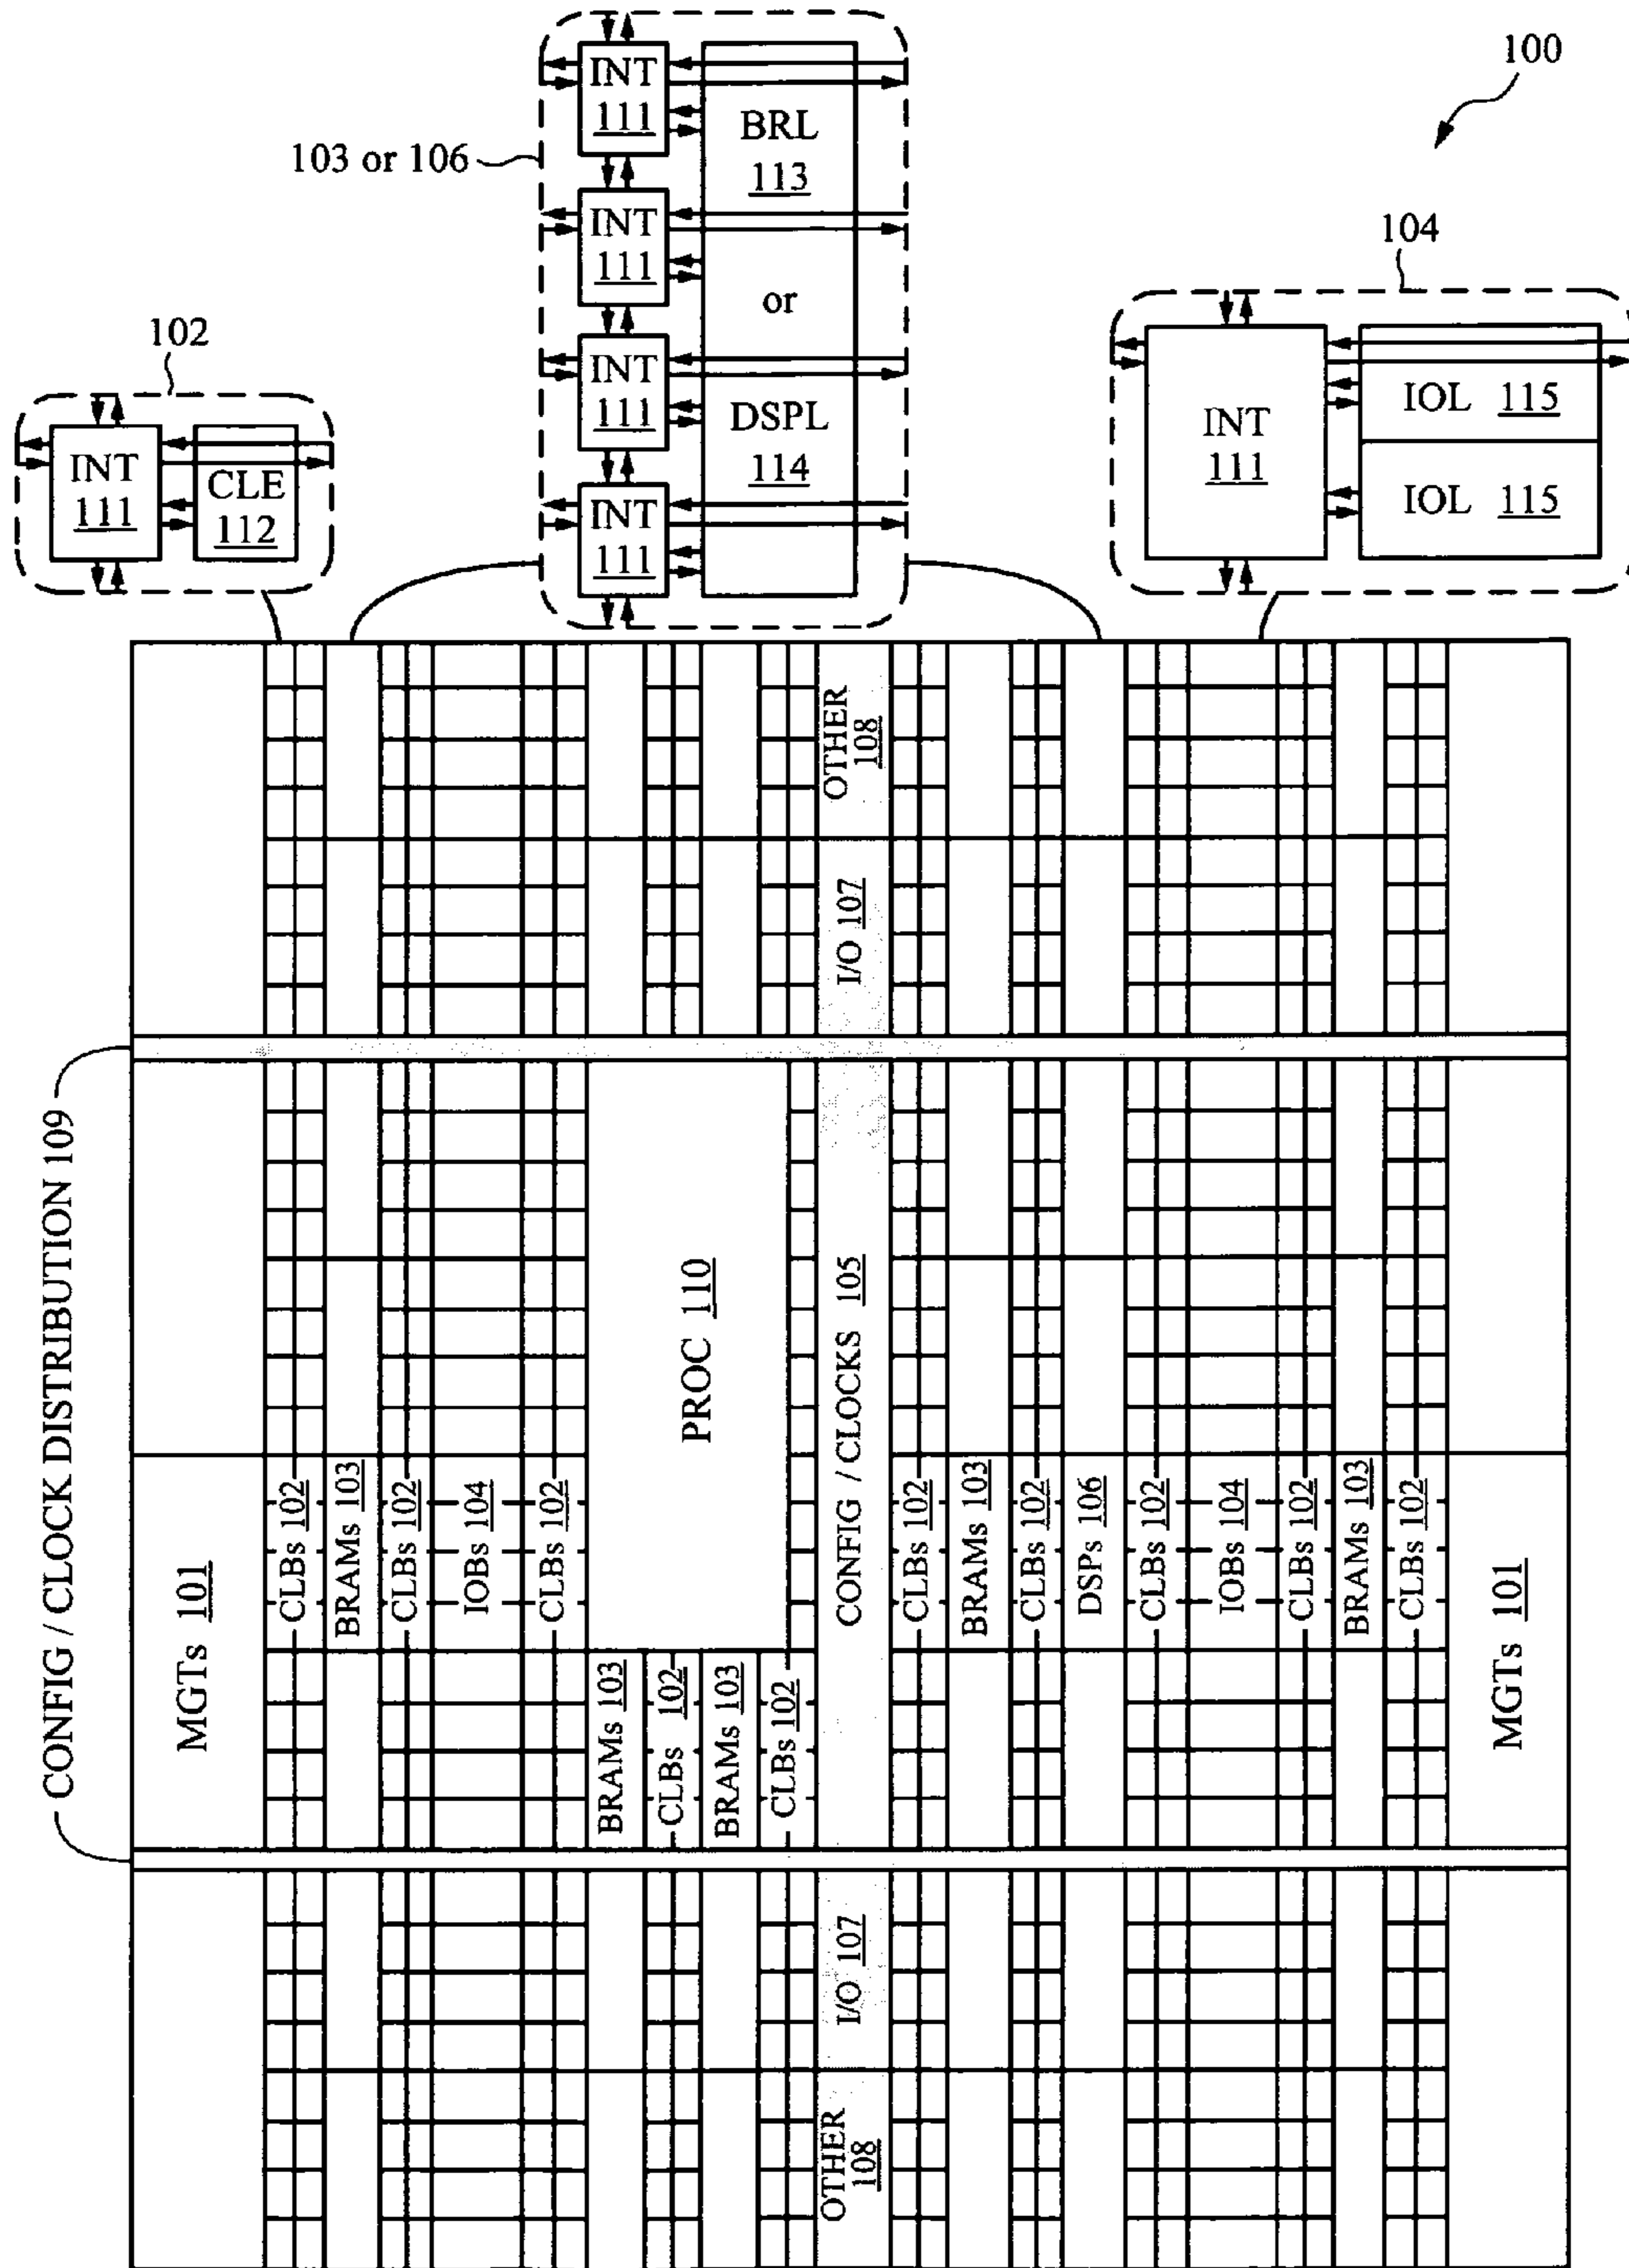 100
103 or 106
INT
111
INT
111
INT
111
INT
111
BRL
113
or
DSPL
114
104
INT
111
IOL 115
IOL 115
102
INT
111
CLE
112
OTHER
108
I/O 107
CONFIG / CLOCK DISTRIBUTION 109
PROC 110
CONFIG / CLOCKS 105
MGTs 101
CLBs 102
BRAMs 103
CLBs 102
IOBs 104
CLBs 102
CLBs 102
BRAMs 103
CLBs 102
DSPs 106
CLBs 102
IOBs 104
CLBs 102
BRAMs 103
CLBs 102
MGTs 101
BRAMs 103
CLBs 102
BRAMs 103
CLBs 102
I/O 107
OTHER
108